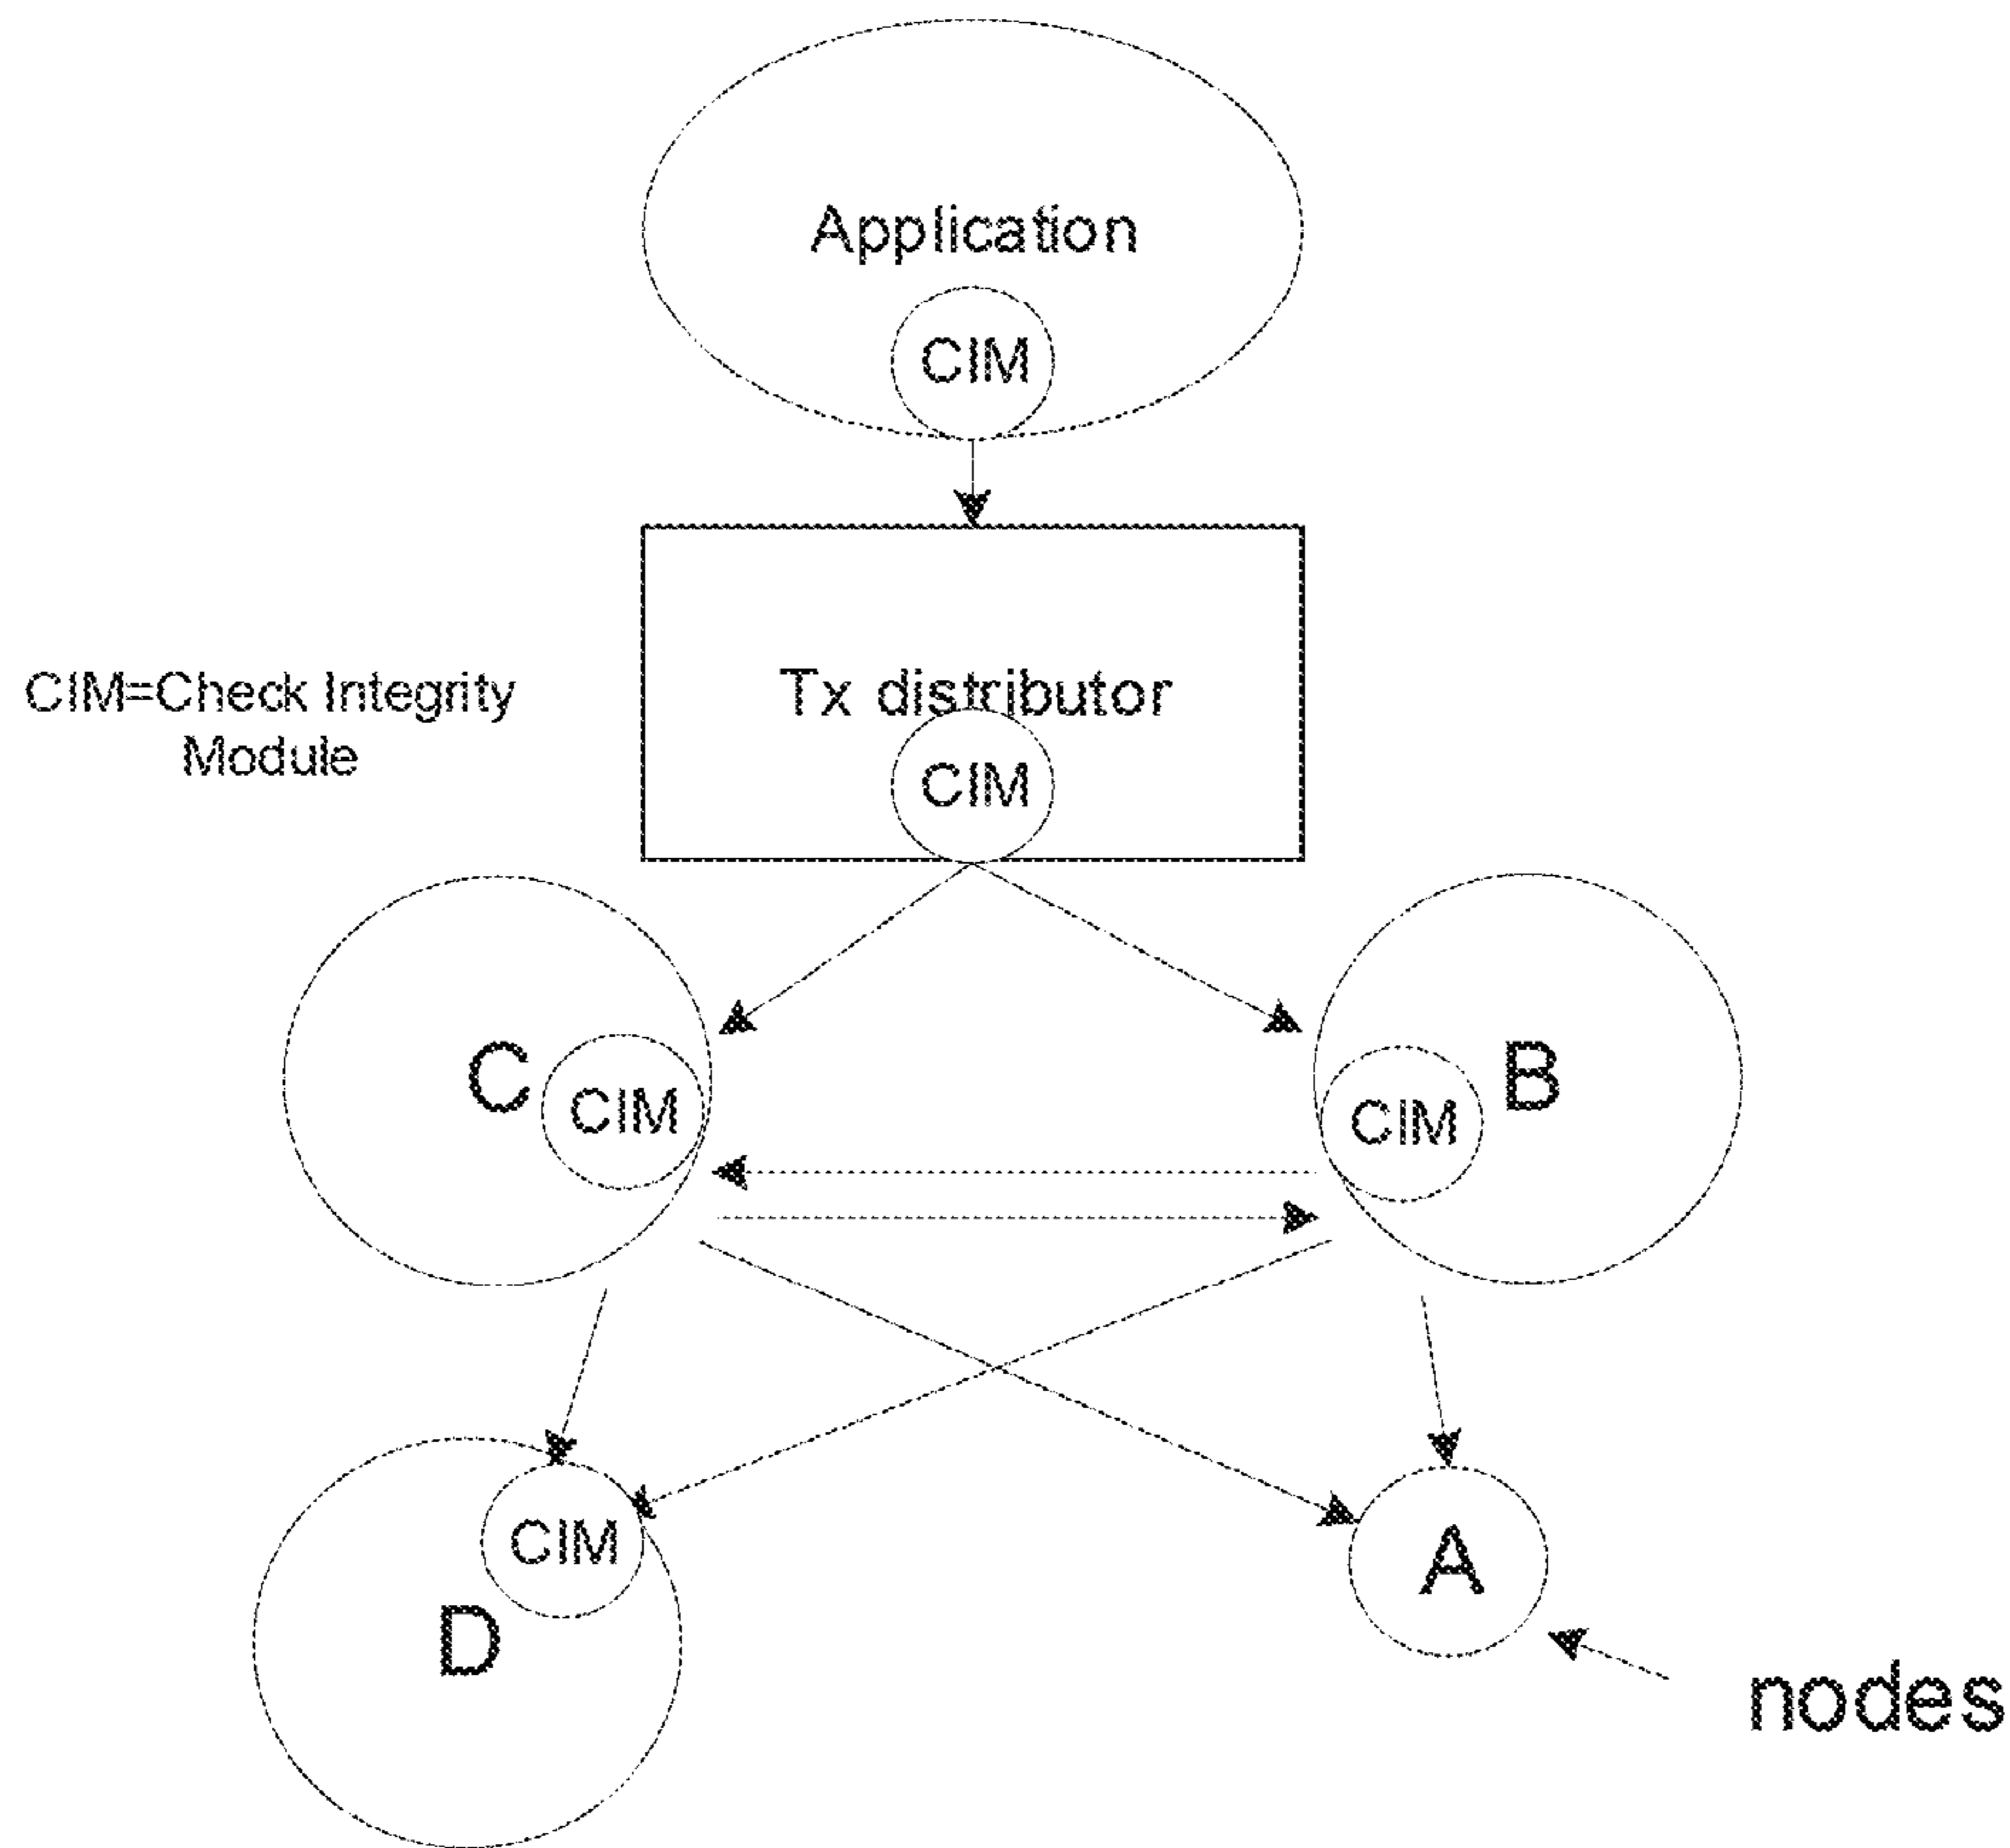 Application
CIM
CIM=Check Integrity
Module
Tx distributor
CIM
C
CIM
CIM
B
CIM
D
A
nodes